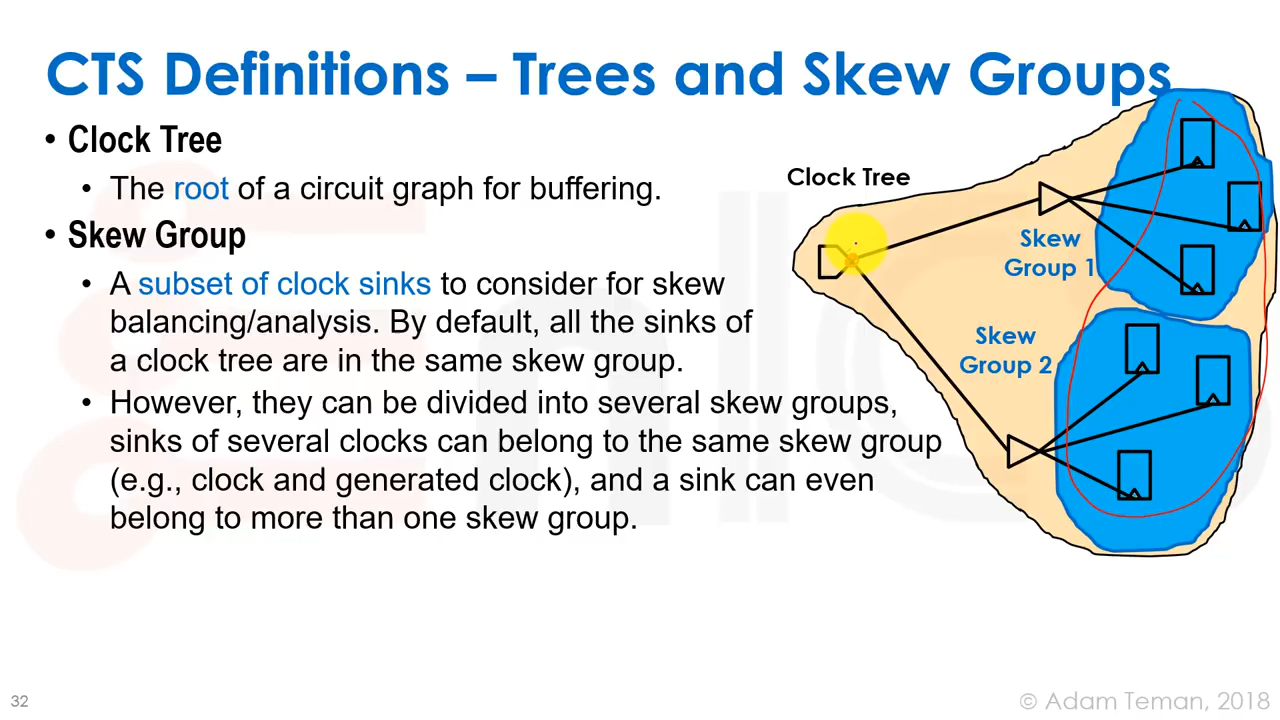 CTS Definitions – Trees and Skew Groups
• Clock Tree
• The root of a circuit graph for buffering.
• Skew Group
• A subset of clock sinks to consider for skew
balancing/analysis. By default, all the sinks of
a clock tree are in the same skew group.
• However, they can be divided into several skew groups,
sinks of several clocks can belong to the same skew group
(e.g., clock and generated clock), and a sink can even
belong to more than one skew group.
Clock Tree
Skew
Group 1
Skew
Group 2
32
© Adam Teman, 2018